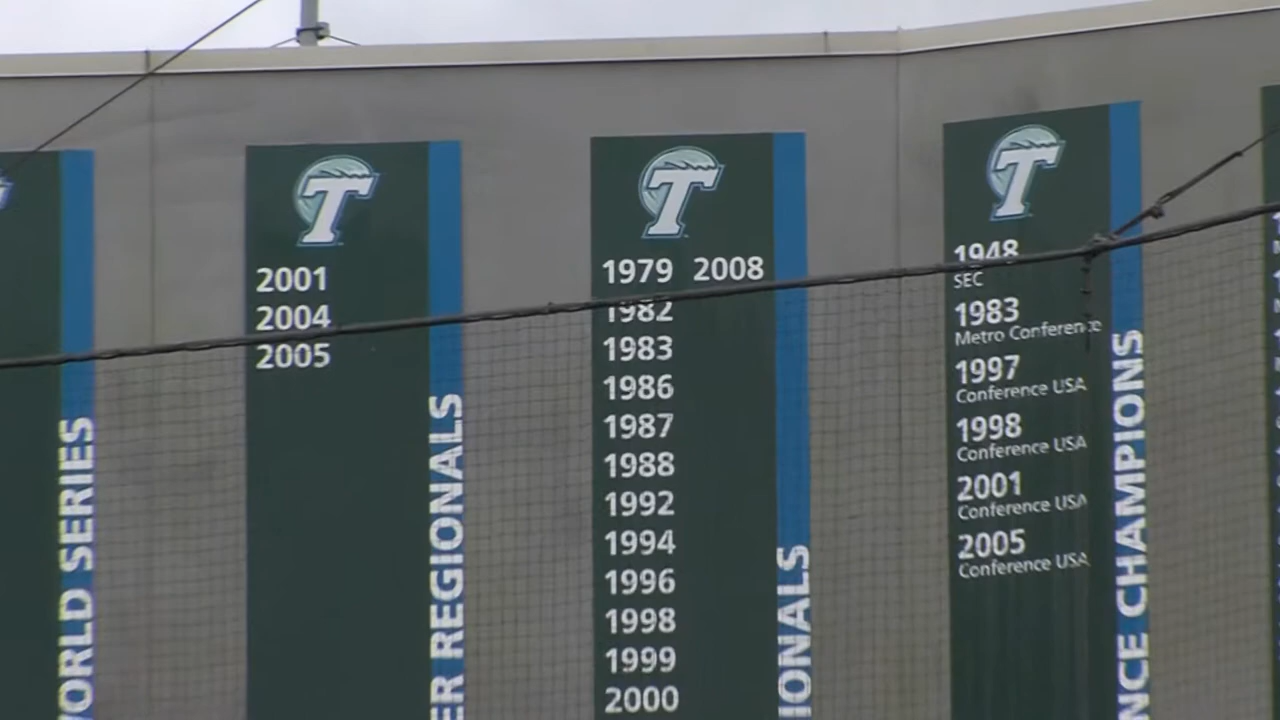 ORLD SERIES
T
2001
2004
2005
ER REGIONALS
T
1979 2008
1982
1983
1986
1987
1988
1992
1994
1996
1998
1999
2000
IONALS
T
1948
SEC
1983
Metro Conference
1997
Conference USA
1998
Conference USA
2001
Conference USA
2005
Conference USA
NCE CHAMPIONS